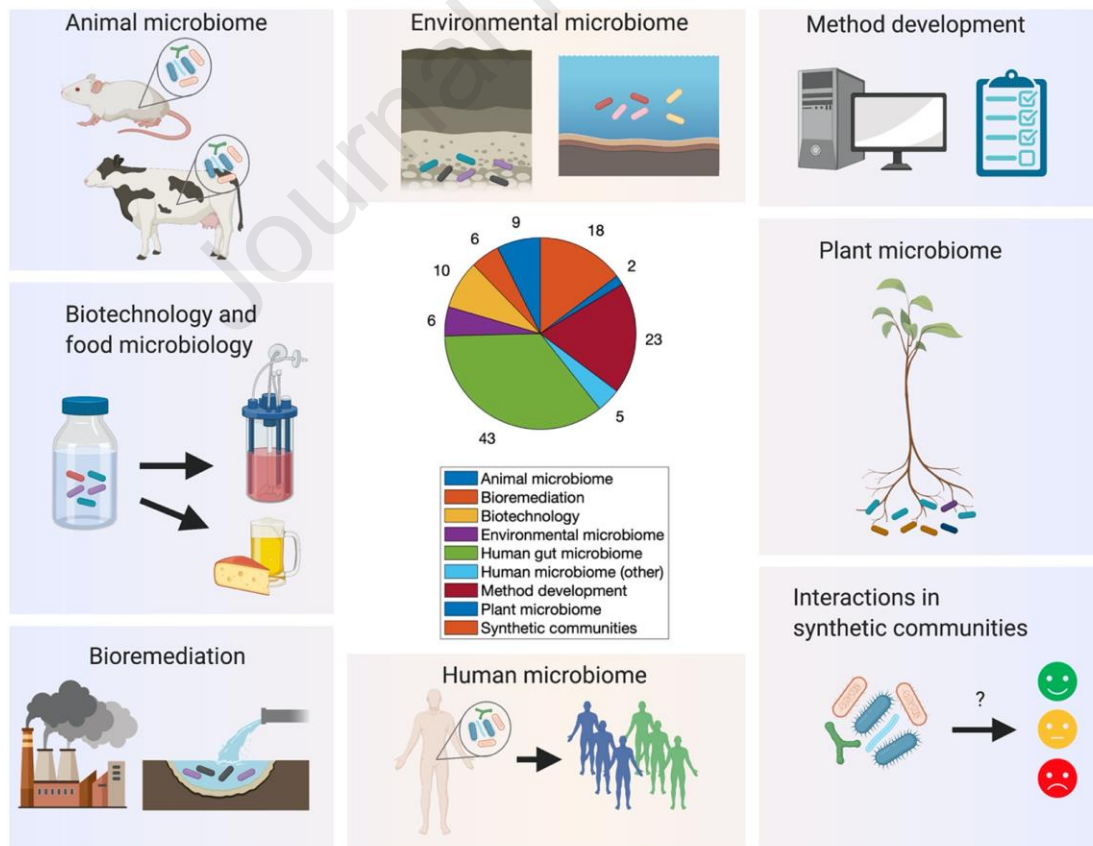 Animal microbiome
Environmental microbiome
Method development
Journal
Biotechnology and
food microbiology
9
18
6
2
10
6
23
5
43
Plant microbiome
Animal microbiome
Bioremediation
Biotechnology
Environmental microbiome
Human gut microbiome
Human microbiome (other)
Method development
Plant microbiome
Synthetic communities
Bioremediation
Human microbiome
Interactions in
synthetic communities
?